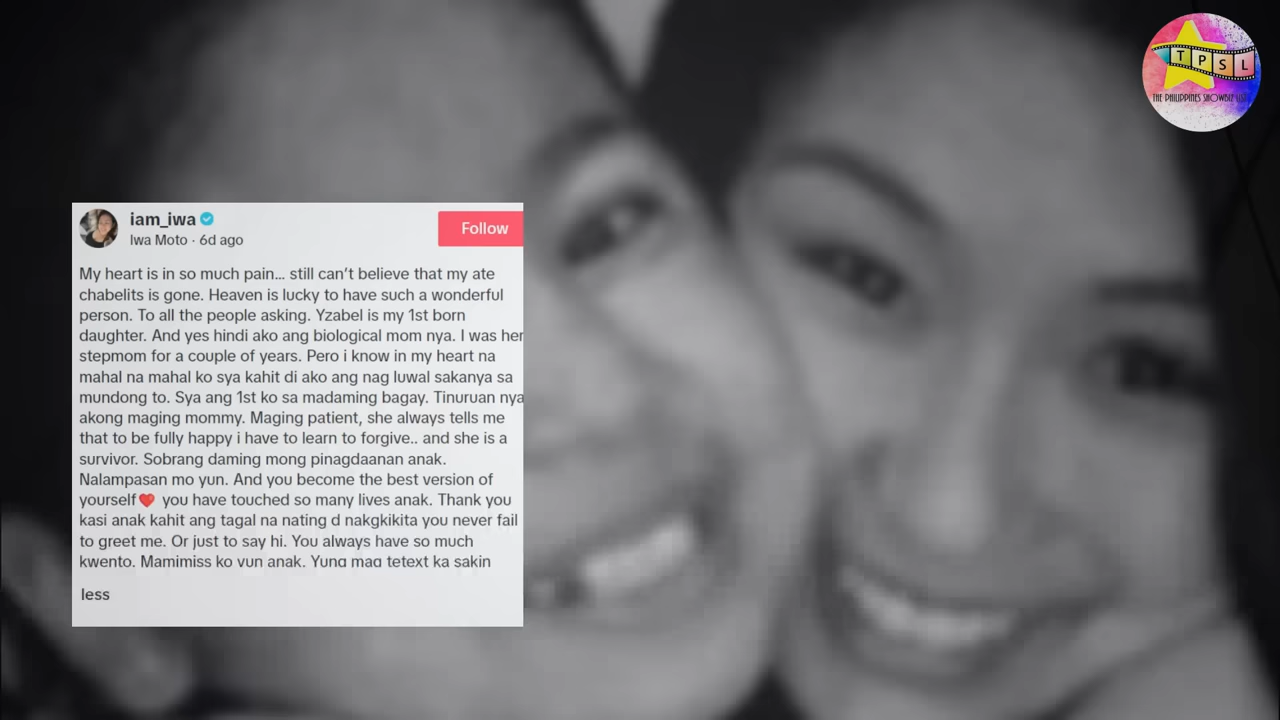 T P S L
THE PHILIPPINES SHOWBIZ LIST
iam_iwa
Iwa Moto · 6d ago
Follow
My heart is in so much pain... still can't believe that my ate
chabelits is gone. Heaven is lucky to have such a wonderful
person. To all the people asking. Yzabel is my 1st born
daughter. And yes hindi ako ang biological mom nya. I was her
stepmom for a couple of years. Pero i know in my heart na
mahal na mahal ko sya kahit di ako ang nag luwal sakanya sa
mundong to. Sya ang 1st ko sa madaming bagay. Tinuruan nya
akong maging mommy. Maging patient, she always tells me
that to be fully happy i have to learn to forgive.. and she is a
survivor. Sobrang daming mong pinagdaanan anak.
Nalampasan mo yun. And you become the best version of
yourself❤️ you have touched so many lives anak. Thank you
kasi anak kahit ang tagal na nating d nakgkikita you never fail
to greet me. Or just to say hi. You always have so much
kwento. Mamimiss ko yun anak. Yung mag tetext ka sakin
less